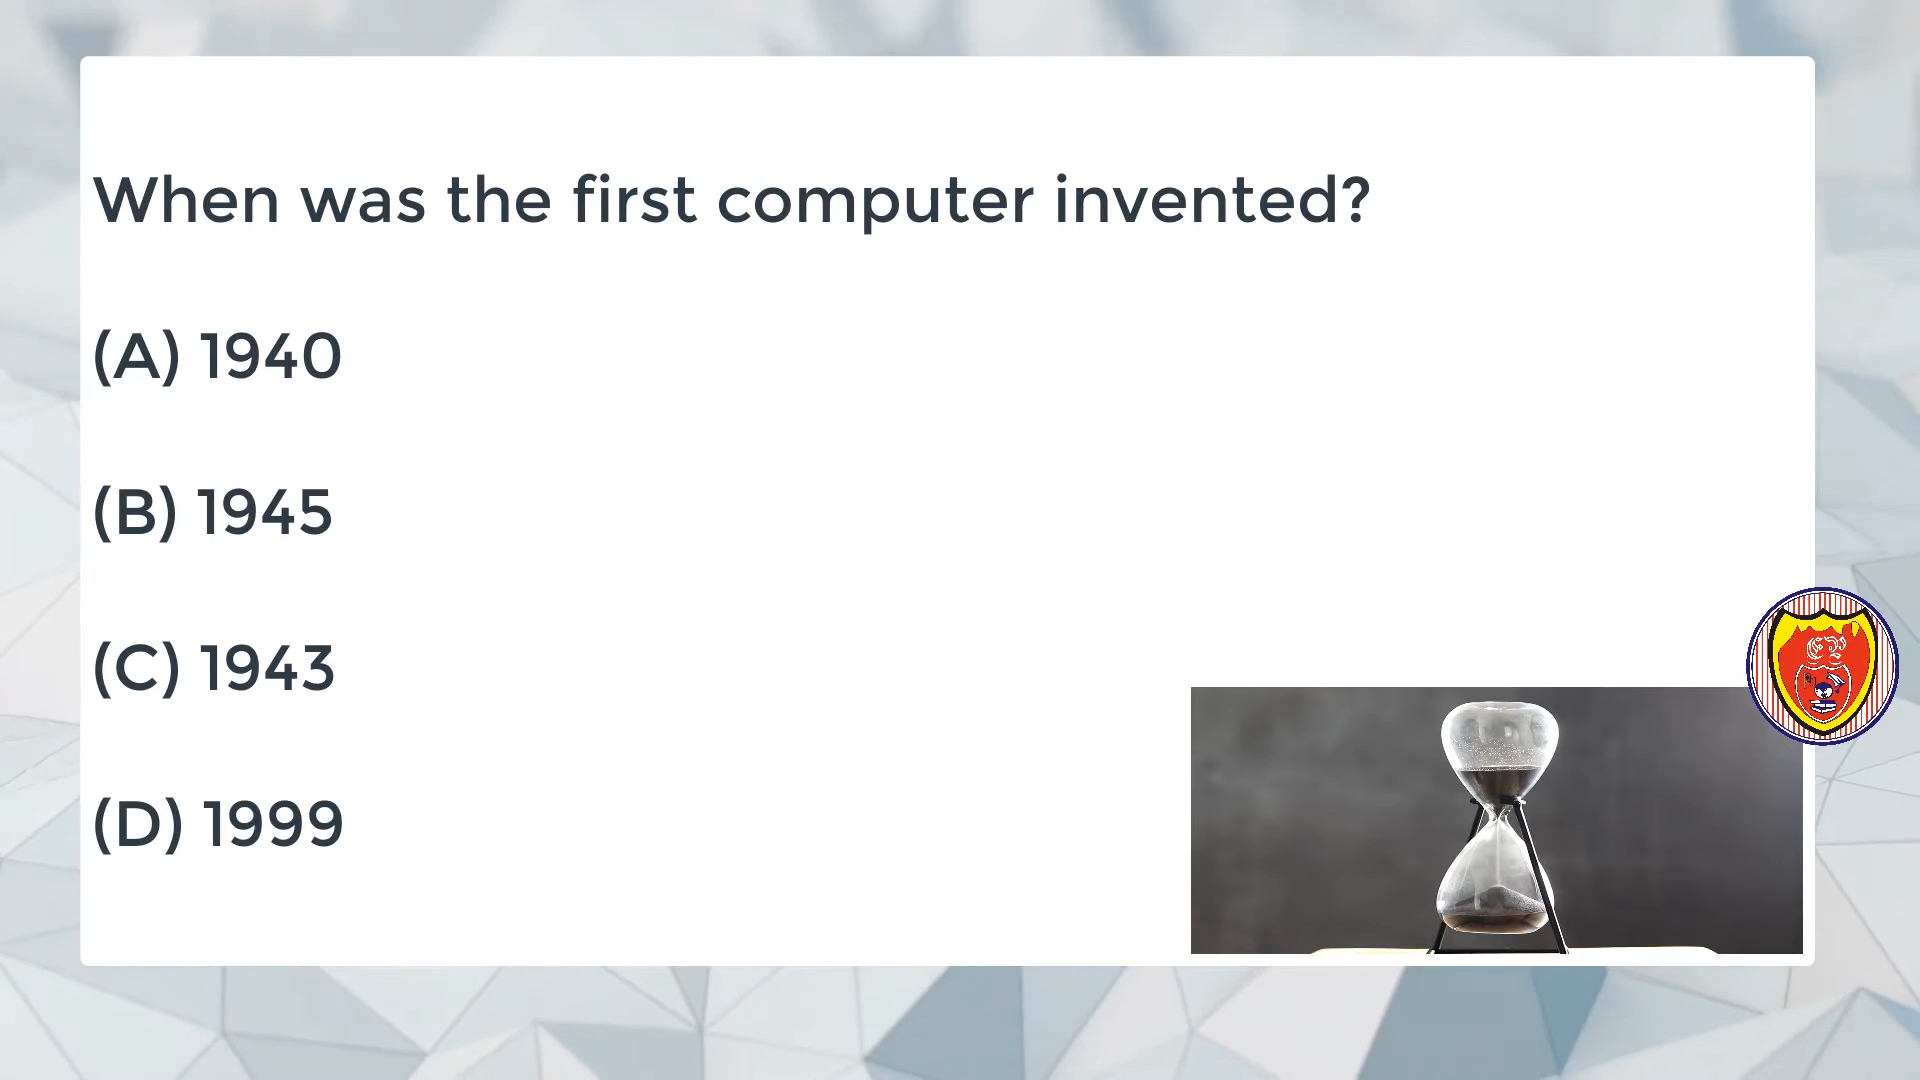 When was the first computer invented?
(A) 1940
(B) 1945
(C) 1943
(D) 1999